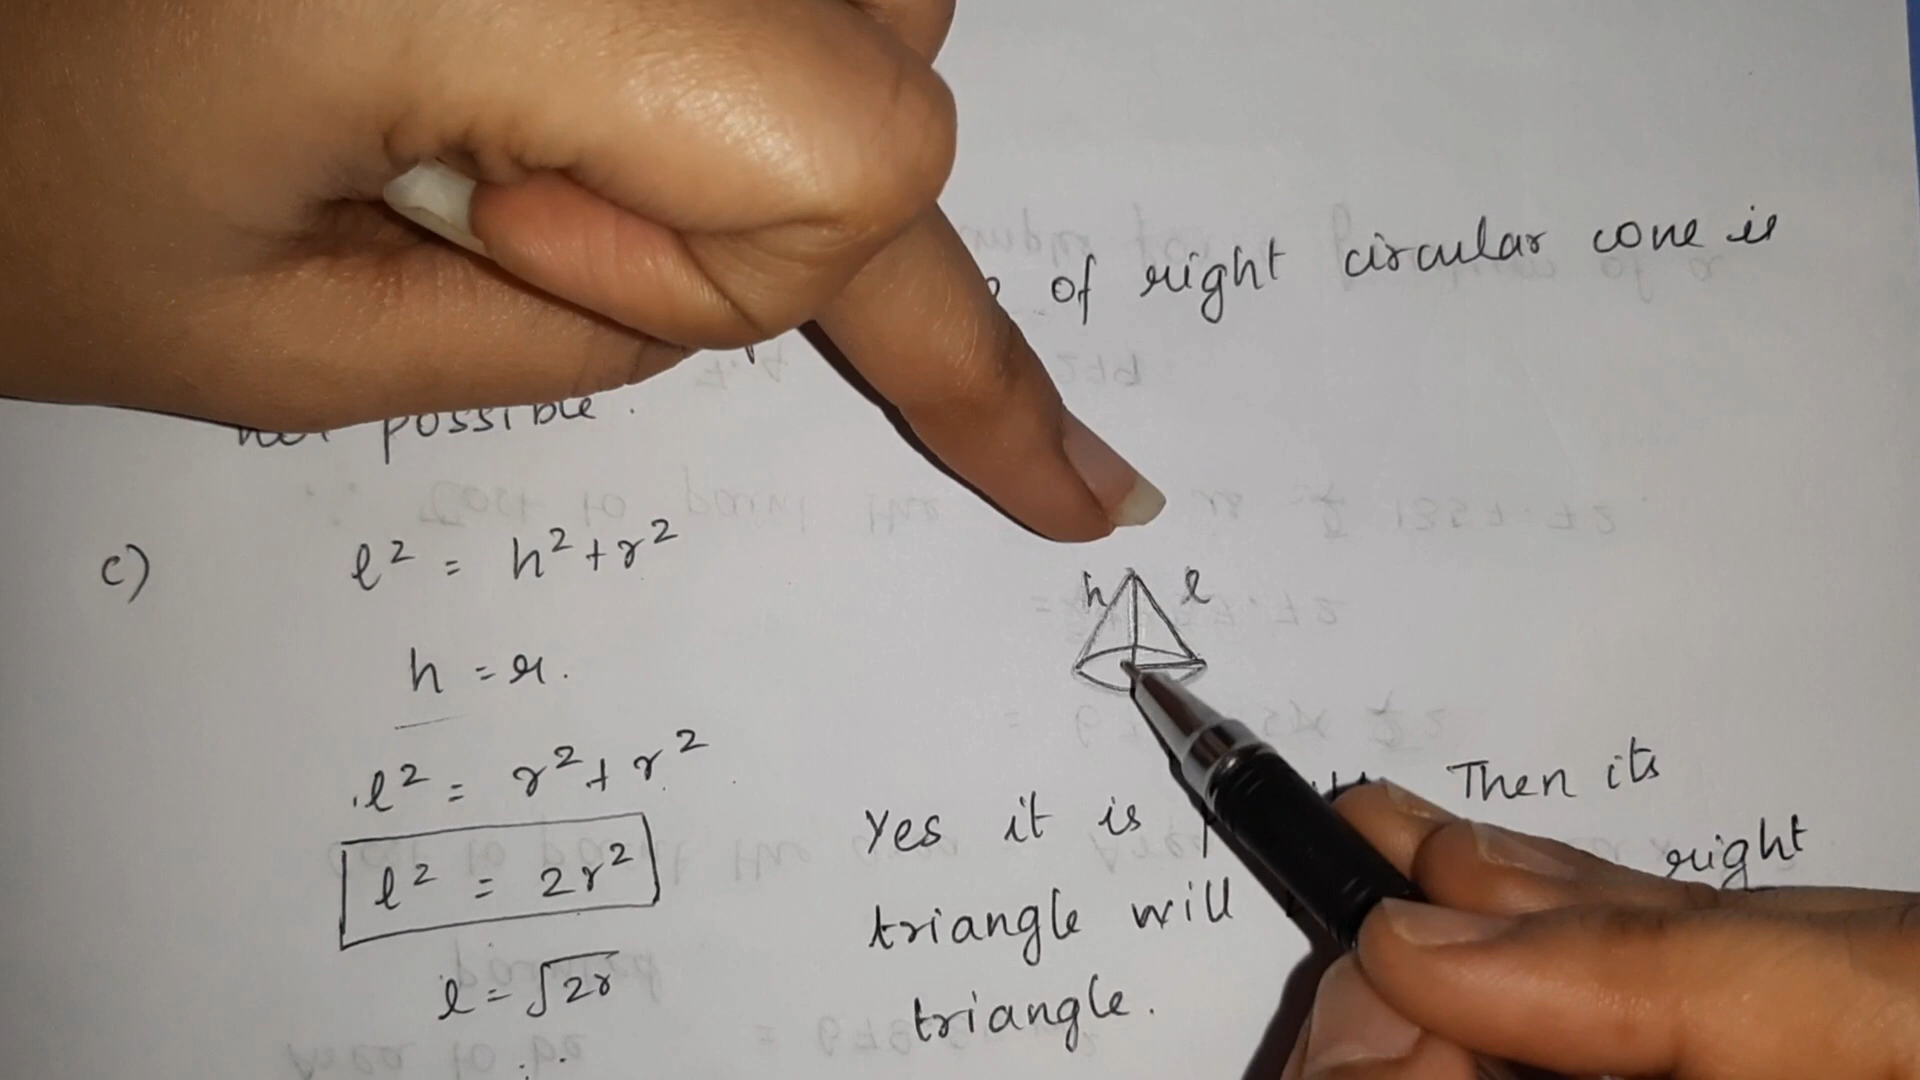 of right circular cone is
not possible.
c) l² = h² + r²
h l
h = r.
l² = r² + r²
l² = 2r²
Yes it is Then its
triangle will right
l = √2r
triangle.